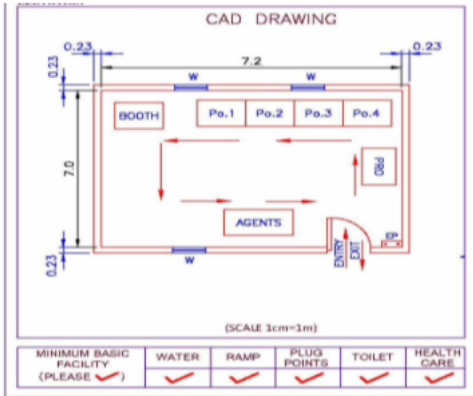 CAD DRAWING
0.23
7.2
0.23
0.23
W
W
BOOTH
Po.1
Po.2
Po.3
Po.4
7.0
PRO
AGENTS
ENTRY
EXIT
0.23
W
(SCALE 1cm=1m)
MINIMUM BASIC FACILITY (PLEASE ✓)
WATER
RAMP
PLUG POINTS
TOILET
HEALTH CARE
✓
✓
✓
✓
✓